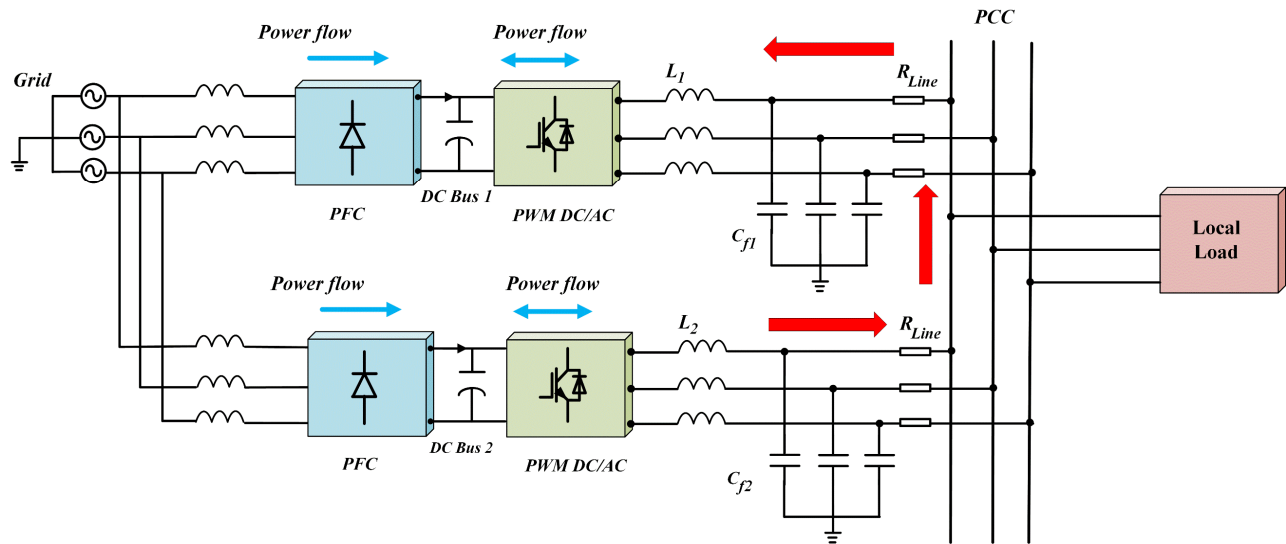 PCC
Power flow
Power flow
Grid
L1
RLine
DC Bus 1
PFC
PWM DC/AC
Cf1
Local
Load
Power flow
Power flow
L2
RLine
DC Bus 2
PFC
PWM DC/AC
Cf2